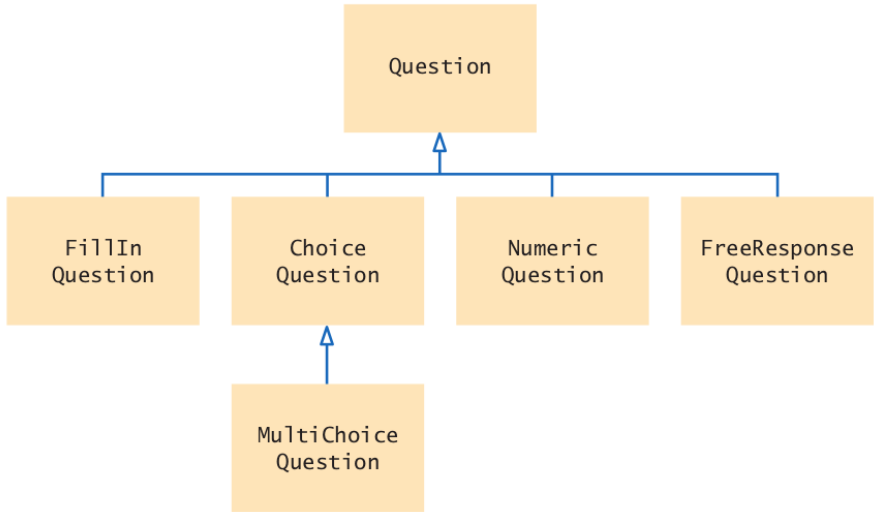 Question
FillIn
Question
Choice
Question
Numeric
Question
FreeResponse
Question
MultiChoice
Question